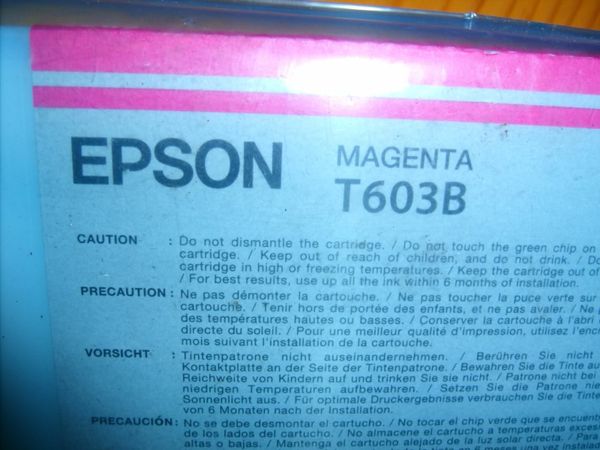 EPSON MAGENTA
T603B
CAUTION : Do not dismantle the cartridge. / Do not touch the green chip on
cartridge. / Keep out of reach of children, and do not drink. / Do
cartridge in high or freezing temperatures. / Keep the cartridge out of
/ For best results, use up all the ink within 6 months of installation.
PRECAUTION : Ne pas démonter la cartouche. / Ne pas toucher la puce verte sur
cartouche. / Tenir hors de portée des enfants, et ne pas avaler. / Ne
des températures hautes ou basses. / Conserver la cartouche à l'abri
directe du soleil. / Pour une meilleur qualité d'impression, utilisez l'encre
mois suivant l'installation de la cartouche.
VORSICHT : Tintenpatrone nicht auseinandernehmen. / Berühren Sie nicht
Kontaktplatte an der Seite der Tintenpatrone. / Bewahren Sie die Tinte
Reichweite von Kindern auf und trinken Sie sie nicht. / Patrone nicht bei
niedrigen Temperaturen aufbewahren. / Setzen Sie die Patrone
Sonnenlicht aus. / Für optimale Druckergebnisse verbrauchen Sie die Tinte
von 6 Monaten nach der Installation.
PRECAUCIÓN : No se debe desmontar el cartucho. / No tocar el chip verde que se encuentra
de los lados del cartucho. / No almacene el cartucho a temperaturas
altas o bajas. / Mantenga el cartucho alejado de la luz solar directa. / Para